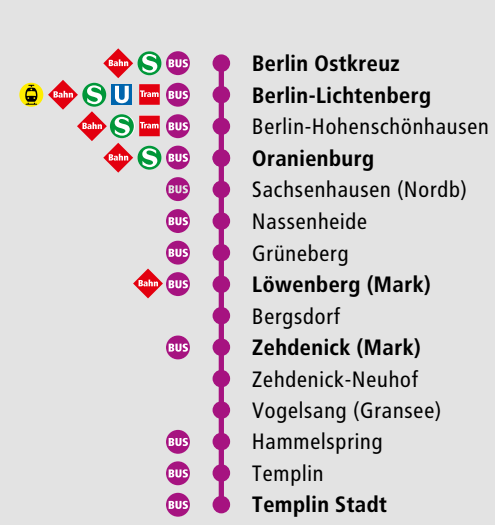 Bahn S BUS Berlin Ostkreuz
Bahn S U Tram BUS Berlin-Lichtenberg
Bahn S Tram BUS Berlin-Hohenschönhausen
Bahn S BUS Oranienburg
BUS Sachsenhausen (Nordb)
BUS Nassenheide
BUS Grüneberg
Bahn BUS Löwenberg (Mark)
Bergsdorf
BUS Zehdenick (Mark)
Zehdenick-Neuhof
Vogelsang (Gransee)
BUS Hammelspring
BUS Templin
BUS Templin Stadt